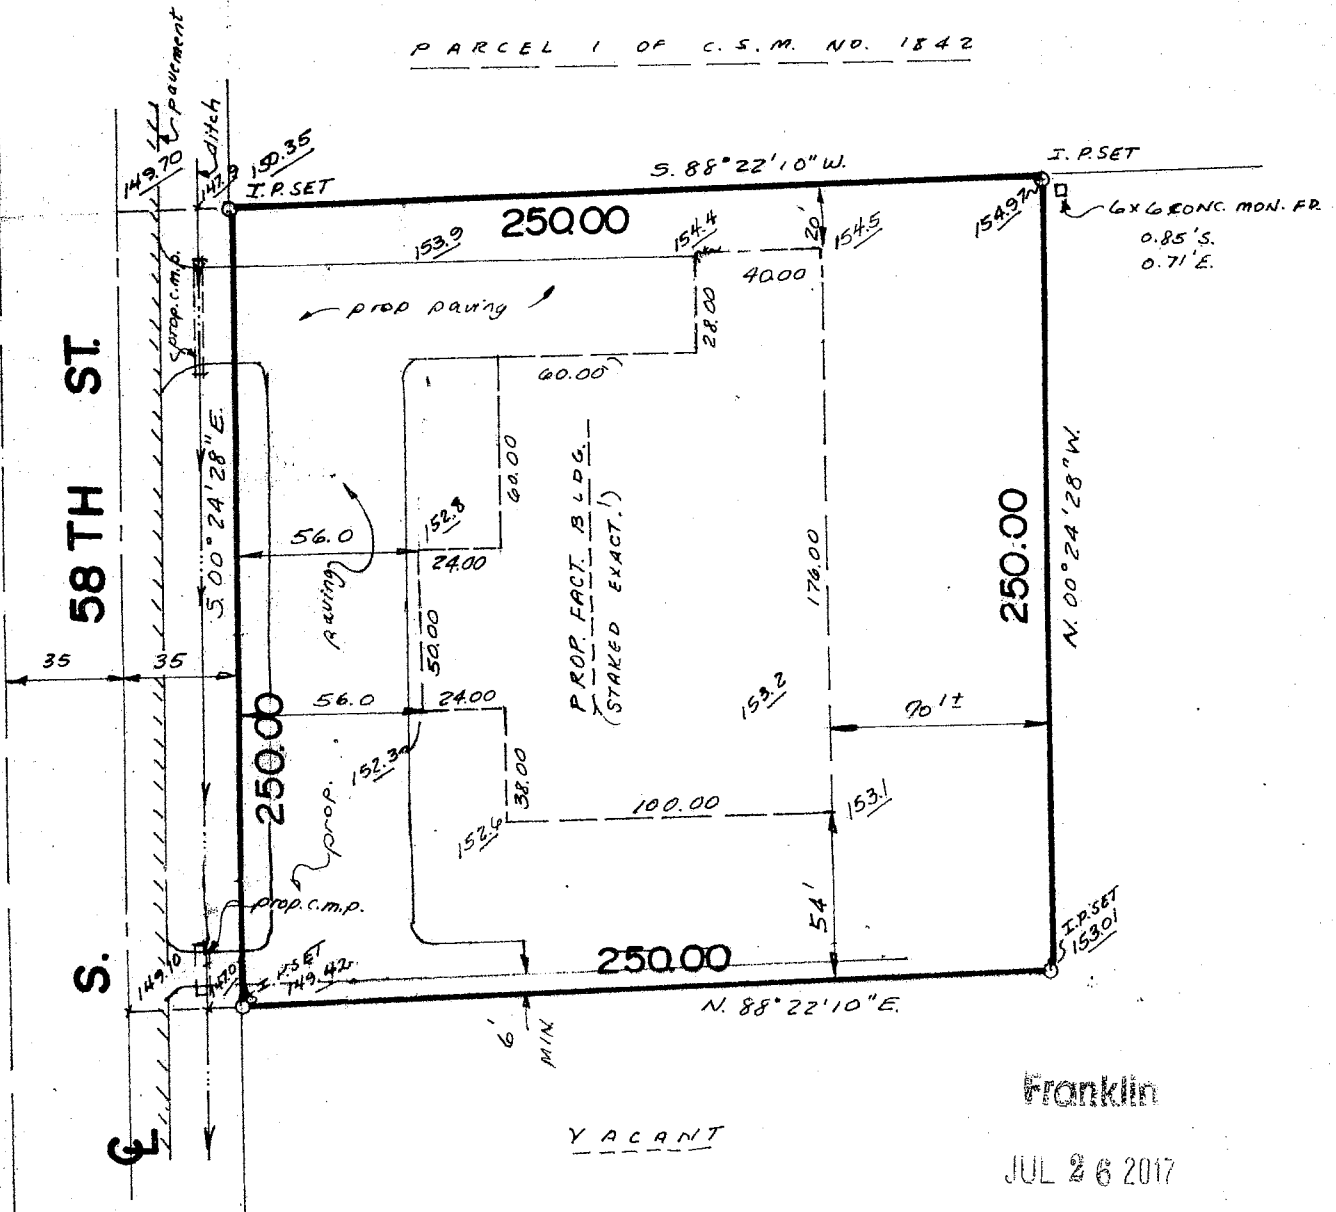 PARCEL 1 OF C.S.M. NO. 1842
pavement
ditch
149.70
147.9
150.35
I.P. SET
S. 88°22'10"W.
I.P. SET
250.00
154.92
6x6 CONC. MON. FD.
0.85'S.
0.71'E.
153.9
154.4
20'
154.5
40.00
prop. c.m.p.
prop paving
28.00
60.00
58TH ST.
S. 00°24'28"E.
60.00
152.8
56.0
24.00
paving
PROP. FACT. BLDG.
(STAKED EXACT.!)
176.00
250.00
N. 00°24'28"W.
35
35
50.00
56.0
24.00
153.2
70'±
250.00
152.3
38.00
100.00
153.1
152.6
prop.
prop. c.m.p.
54'
S.
149.10
147.0
I.P. SET
149.42
250.00
I.P. SET
153.01
N. 88°22'10"E.
6'
MIN.
VACANT
CL
Franklin
JUL 26 2017